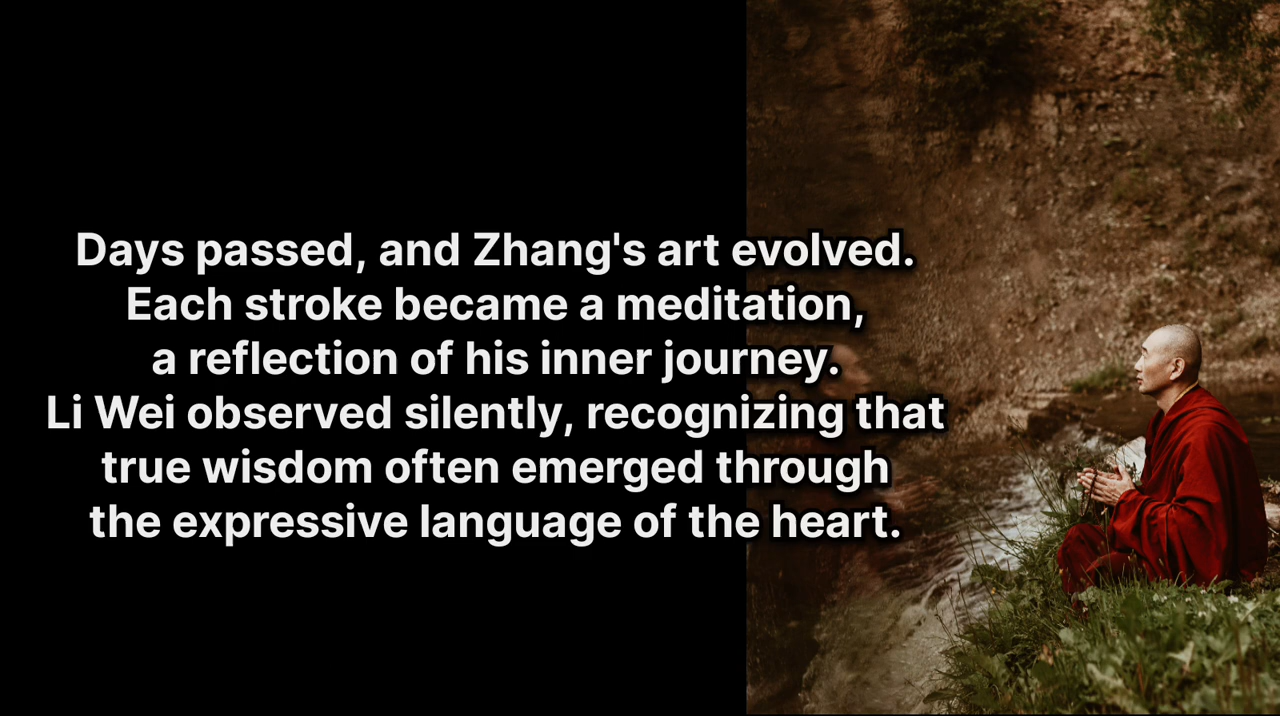 Days passed, and Zhang's art evolved.
Each stroke became a meditation,
a reflection of his inner journey.
Li Wei observed silently, recognizing that
true wisdom often emerged through
the expressive language of the heart.